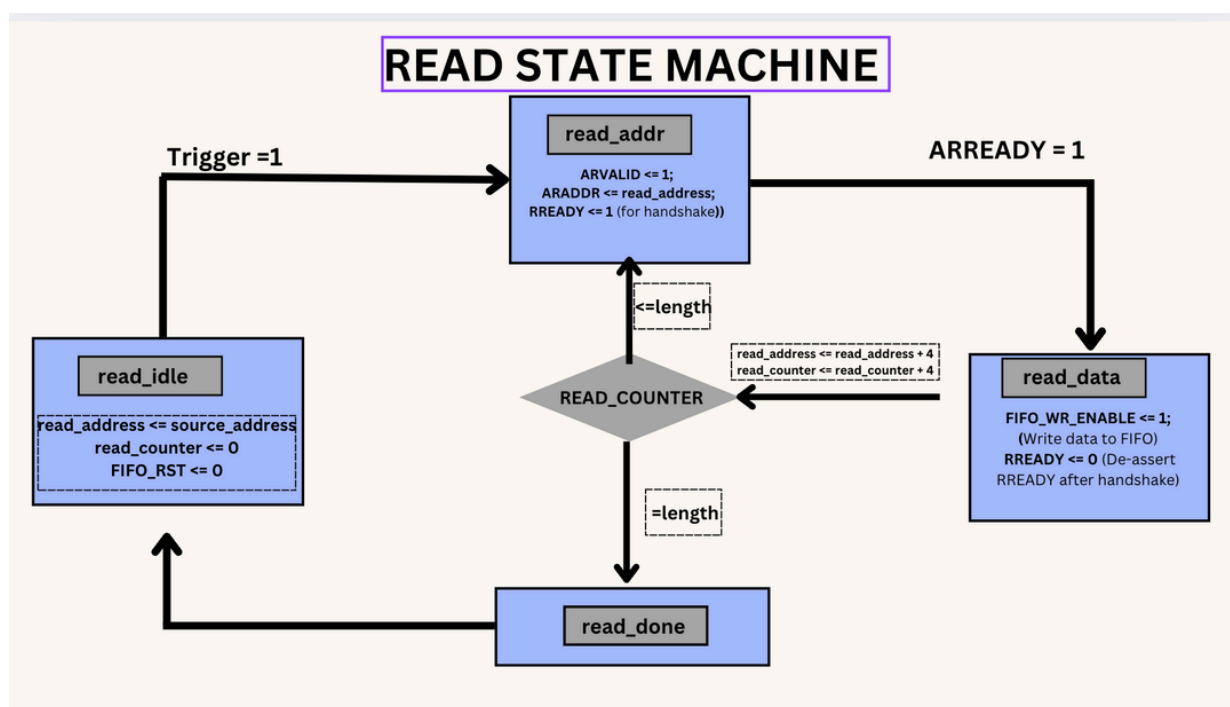 READ STATE MACHINE
read_addr
ARVALID <= 1;
ARADDR <= read_address;
RREADY <= 1 (for handshake))
Trigger =1
ARREADY = 1
<=length
read_idle
read_address <= source_address
read_counter <= 0
FIFO_RST <= 0
READ_COUNTER
read_address <= read_address + 4
read_counter <= read_counter + 4
read_data
FIFO_WR_ENABLE <= 1;
(Write data to FIFO)
RREADY <= 0 (De-assert
RREADY after handshake)
=length
read_done